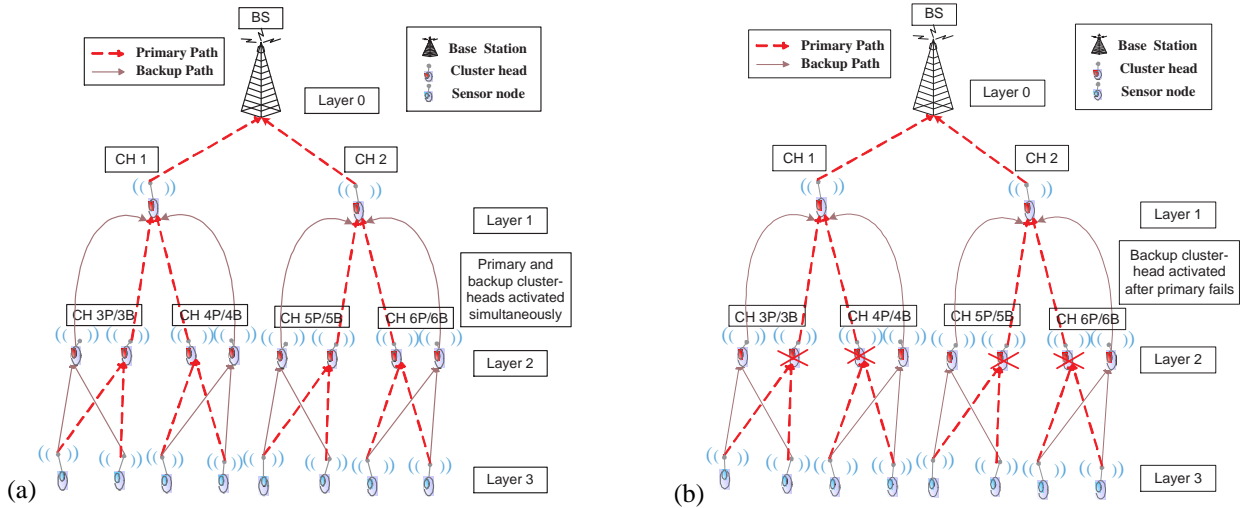 BS
Primary Path
Backup Path
Base Station
Cluster head
Sensor node
Layer 0
CH 1
CH 2
Layer 1
Primary and
backup cluster-
heads activated
simultaneously
CH 3P/3B
CH 4P/4B
CH 5P/5B
CH 6P/6B
Layer 2
Layer 3
(a)
BS
Primary Path
Backup Path
Base Station
Cluster head
Sensor node
Layer 0
CH 1
CH 2
Layer 1
Backup cluster-
head activated
after primary fails
CH 3P/3B
CH 4P/4B
CH 5P/5B
CH 6P/6B
Layer 2
Layer 3
(b)